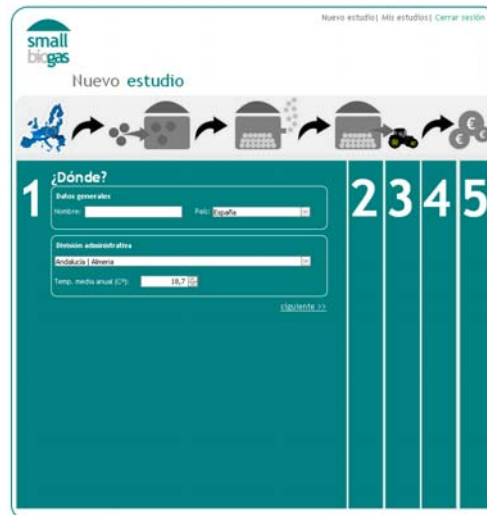 Nuevo estudio| Mis estudios| Cerrar sesión
small
biogas
Nuevo estudio
€
€
€
1
¿Dónde?
Datos generales
Nombre:
País: España
División administrativa
Andalucía | Almería
Temp. media anual (Cº): 18,7
siguiente >>
2
3
4
5